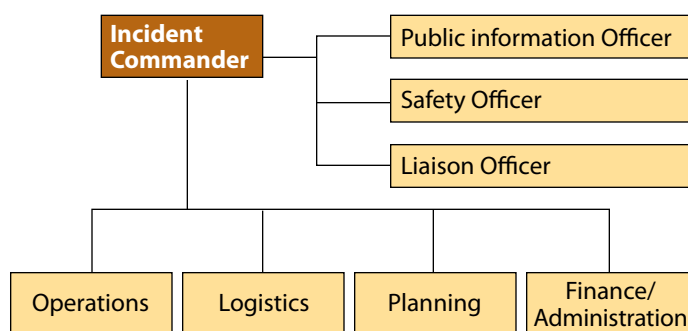 Incident
Commander
Public information Officer
Safety Officer
Liaison Officer
Operations
Logistics
Planning
Finance/
Administration